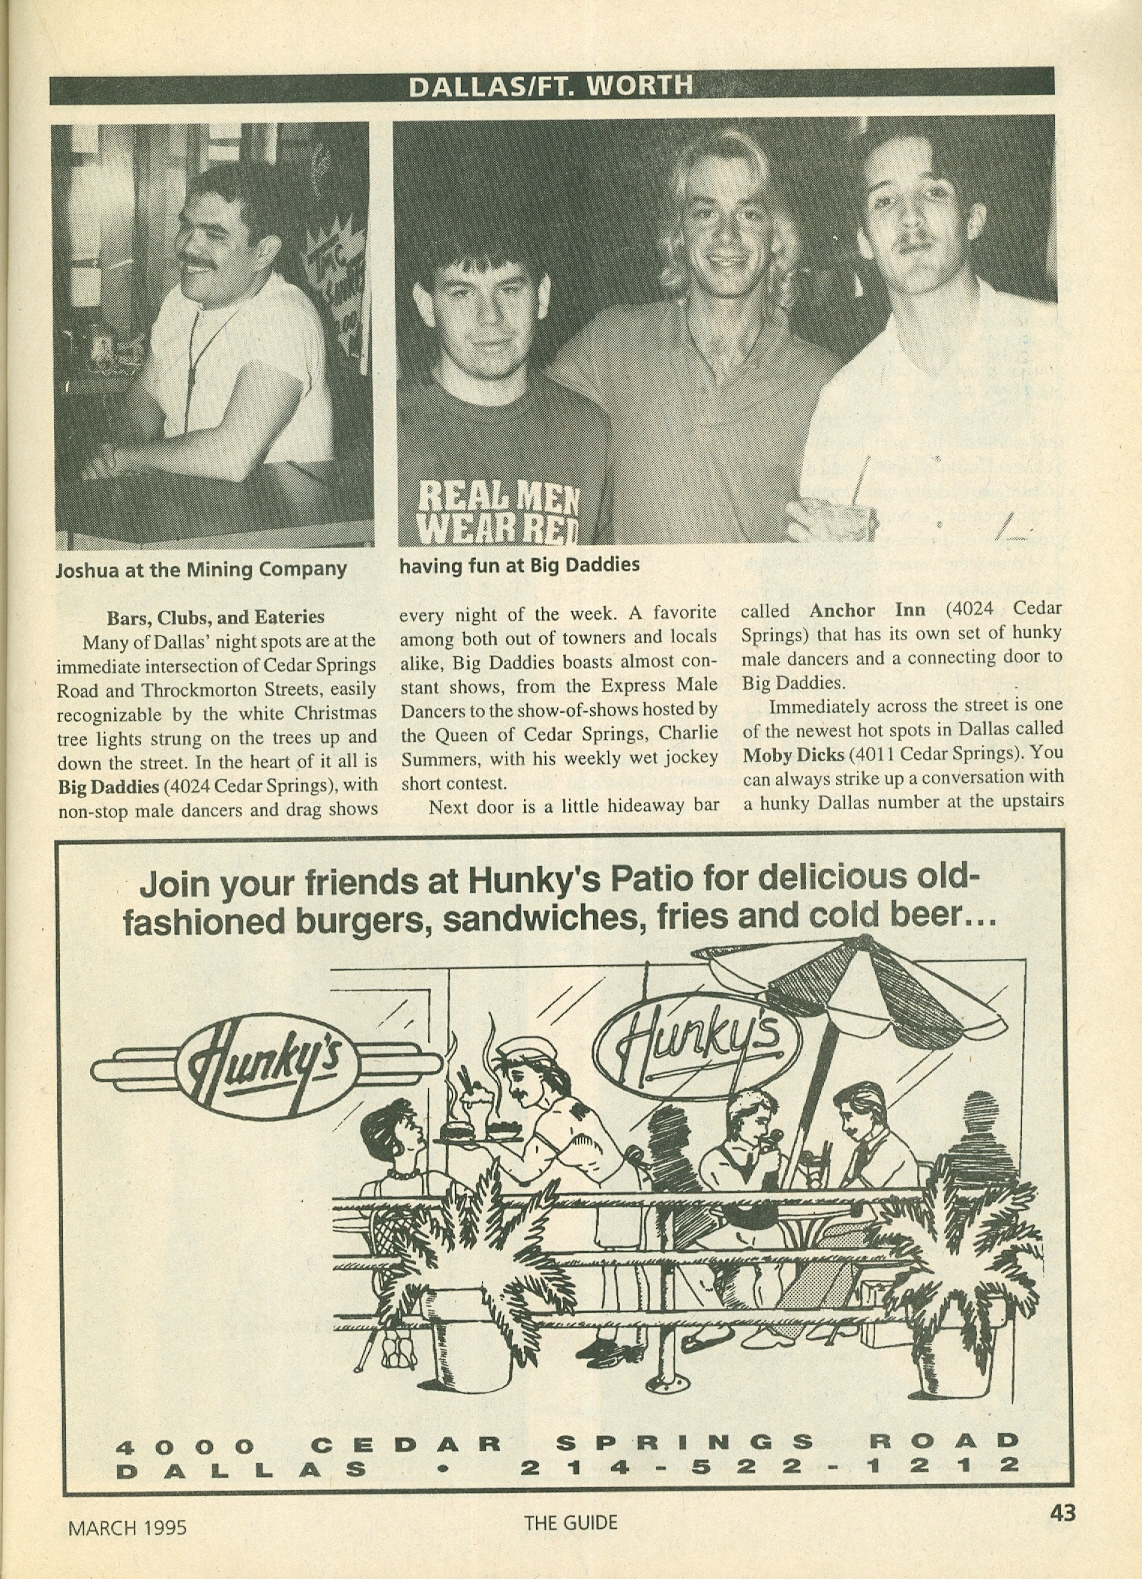 DALLAS/FT. WORTH
REAL MEN
WEAR RED
Joshua at the Mining Company
having fun at Big Daddies
Bars, Clubs, and Eateries
Many of Dallas' night spots are at the
immediate intersection of Cedar Springs
Road and Throckmorton Streets, easily
recognizable by the white Christmas
tree lights strung on the trees up and
down the street. In the heart of it all is
Big Daddies (4024 Cedar Springs), with
non-stop male dancers and drag shows
every night of the week. A favorite
among both out of towners and locals
alike, Big Daddies boasts almost con-
stant shows, from the Express Male
Dancers to the show-of-shows hosted by
the Queen of Cedar Springs, Charlie
Summers, with his weekly wet jockey
short contest.
Next door is a little hideaway bar
called Anchor Inn (4024 Cedar
Springs) that has its own set of hunky
male dancers and a connecting door to
Big Daddies.
Immediately across the street is one
of the newest hot spots in Dallas called
Moby Dicks (4011 Cedar Springs). You
can always strike up a conversation with
a hunky Dallas number at the upstairs
Join your friends at Hunky's Patio for delicious old-
fashioned burgers, sandwiches, fries and cold beer...
Hunky's
Hunky's
4000 CEDAR SPRINGS ROAD
DALLAS • 214-522-1212
MARCH 1995
THE GUIDE
43